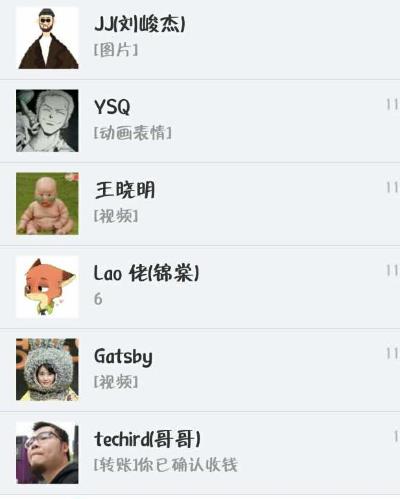 JJ(刘峻杰)
[图片]
YSQ
11
[动画表情]
王晓明
11
[视频]
Lao 佬(锦棠)
11
6
Gatsby
11
[视频]
techird(哥哥)
1
[转账]你已确认收钱